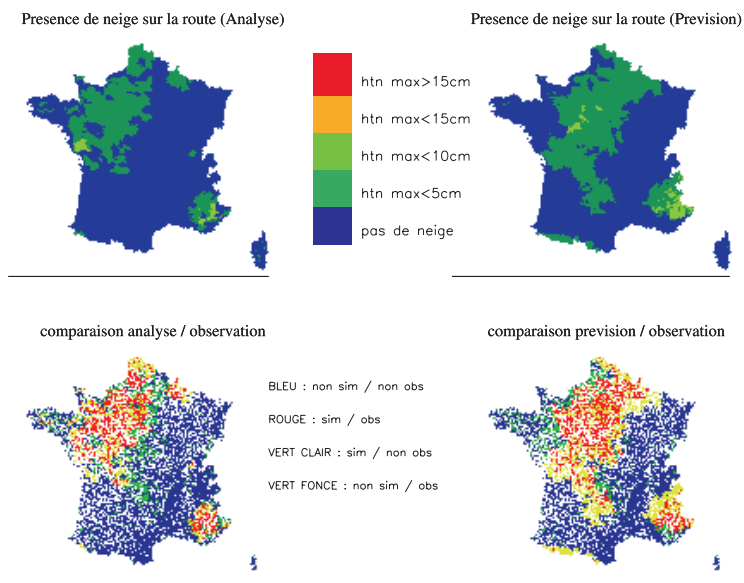 Presence de neige sur la route (Analyse)
Presence de neige sur la route (Prevision)
htn max>15cm
htn max<15cm
htn max<10cm
htn max<5cm
pas de neige
comparaison analyse / observation
comparaison prevision / observation
BLEU : non sim / non obs
ROUGE : sim / obs
VERT CLAIR : sim / non obs
VERT FONCE : non sim / obs